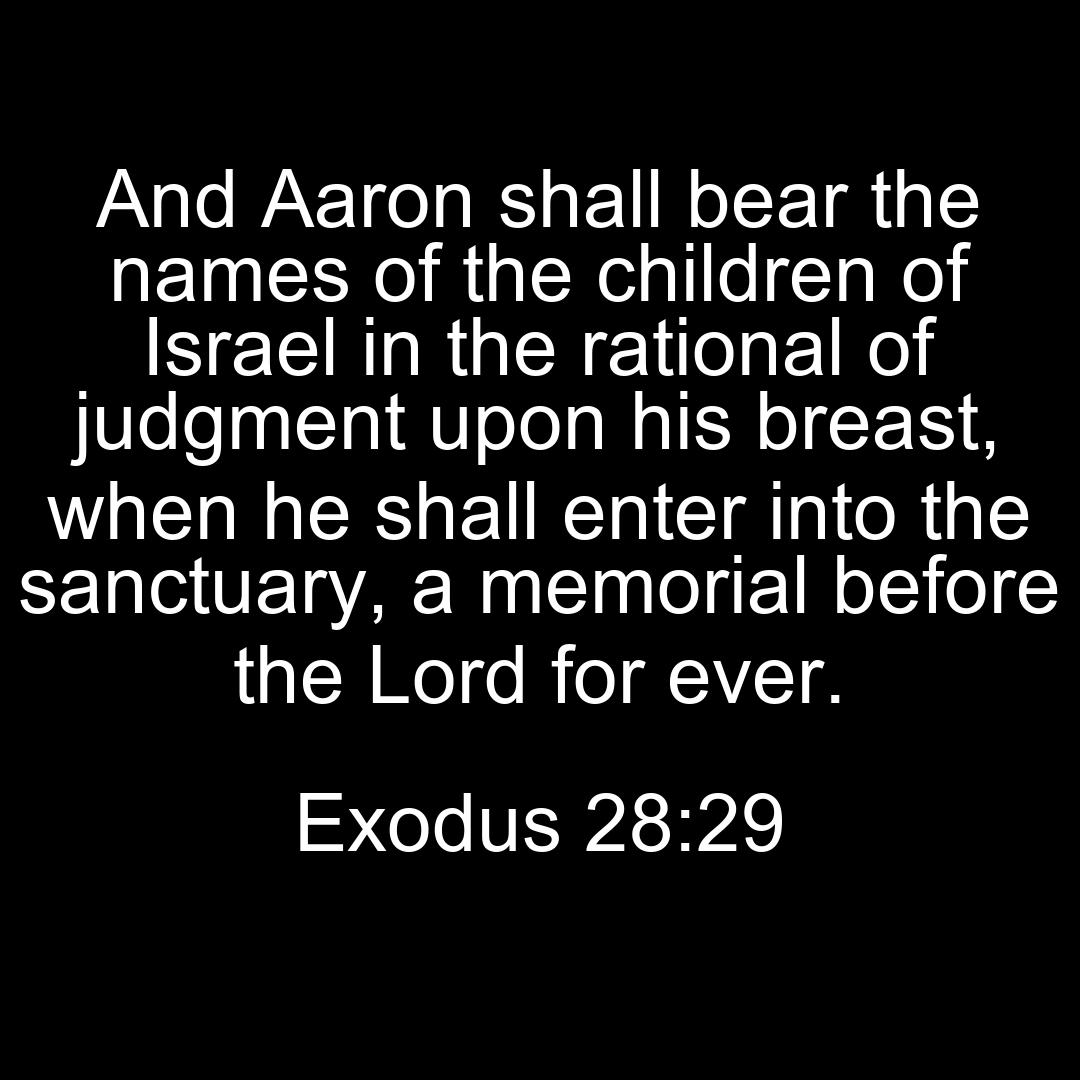 And Aaron shall bear the
names of the children of
Israel in the rational of
judgment upon his breast,
when he shall enter into the
sanctuary, a memorial before
the Lord for ever.
Exodus 28:29